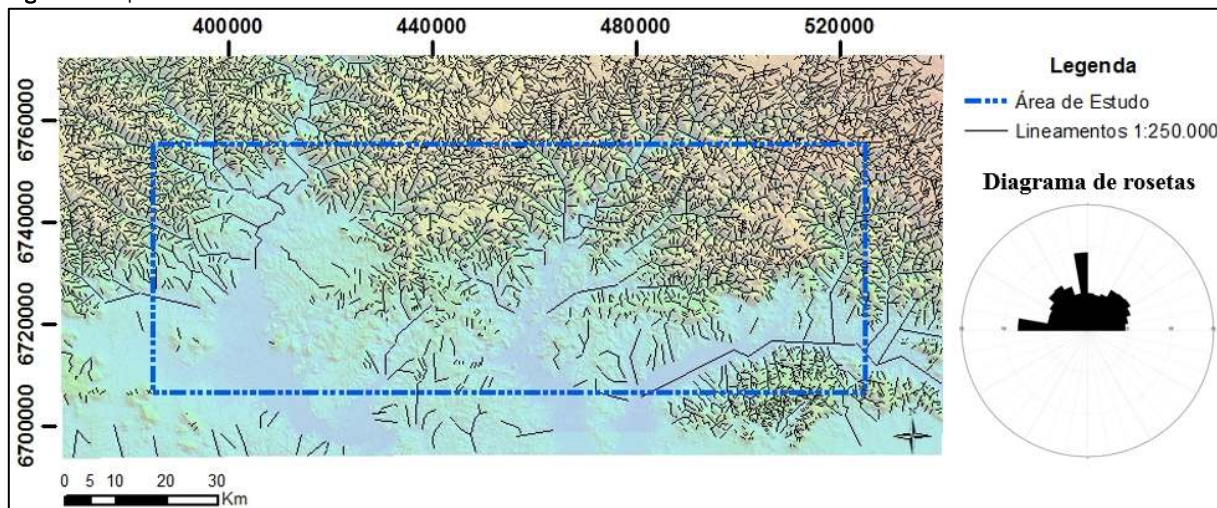 400000 440000 480000 520000
6760000
6740000
6720000
6700000
Legenda
Área de Estudo
Lineamentos 1:250.000
Diagrama de rosetas
0 5 10 20 30
Km